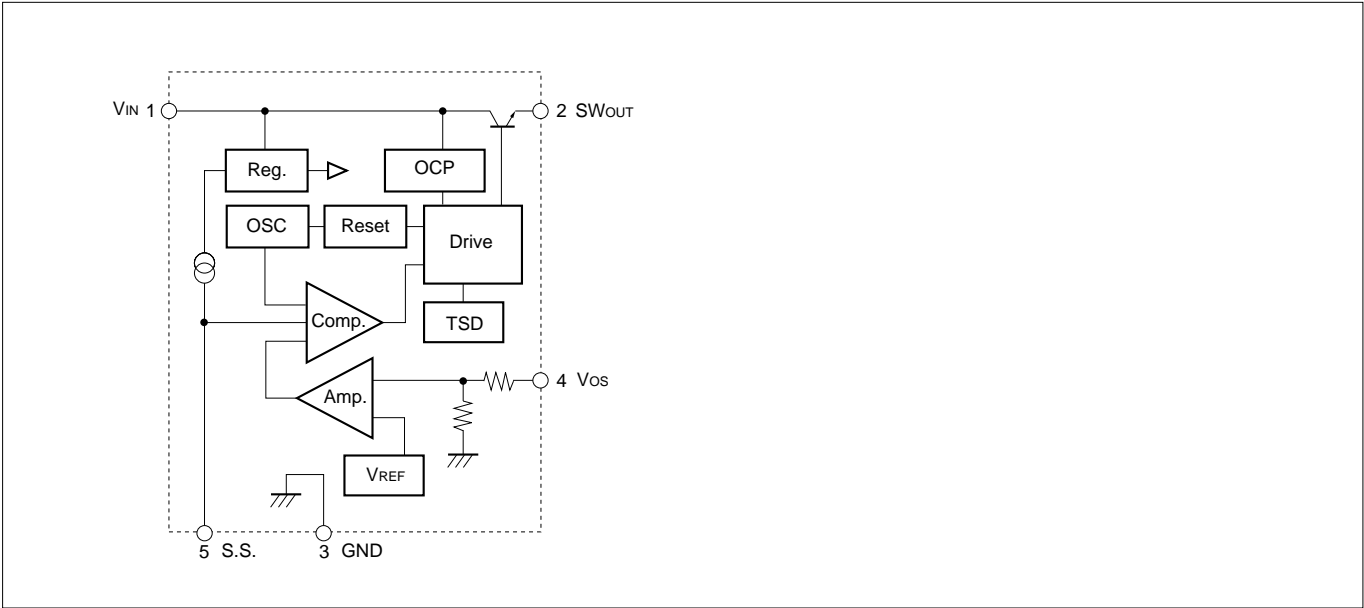 VIN 1
2 SWOUT
Reg.
OCP
OSC
Reset
Drive
Comp.
TSD
4 VOS
Amp.
VREF
5 S.S.
3 GND